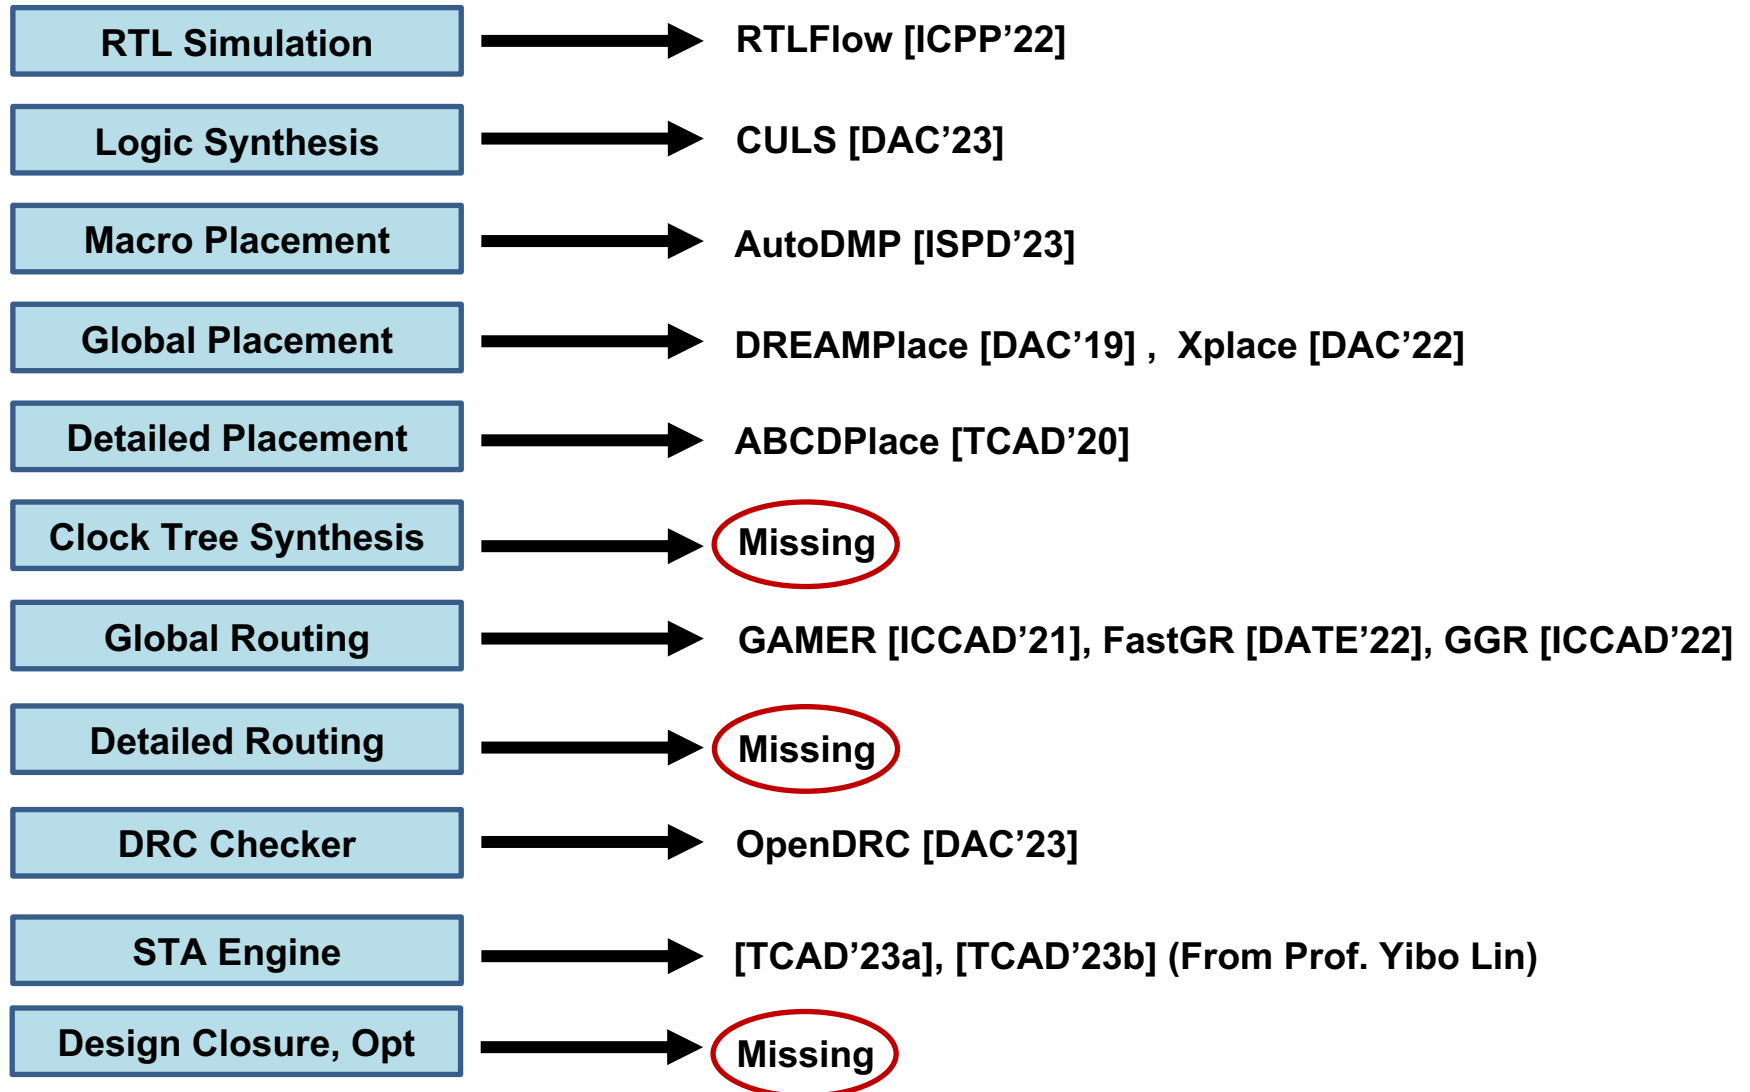 RTL Simulation RTLFlow [ICPP’22]
Logic Synthesis CULS [DAC’23]
Macro Placement AutoDMP [ISPD’23]
Global Placement DREAMPlace [DAC’19] , Xplace [DAC’22]
Detailed Placement ABCDPlace [TCAD’20]
Clock Tree Synthesis Missing
Global Routing GAMER [ICCAD’21], FastGR [DATE’22], GGR [ICCAD’22]
Detailed Routing Missing
DRC Checker OpenDRC [DAC’23]
STA Engine [TCAD’23a], [TCAD’23b] (From Prof. Yibo Lin)
Design Closure, Opt Missing